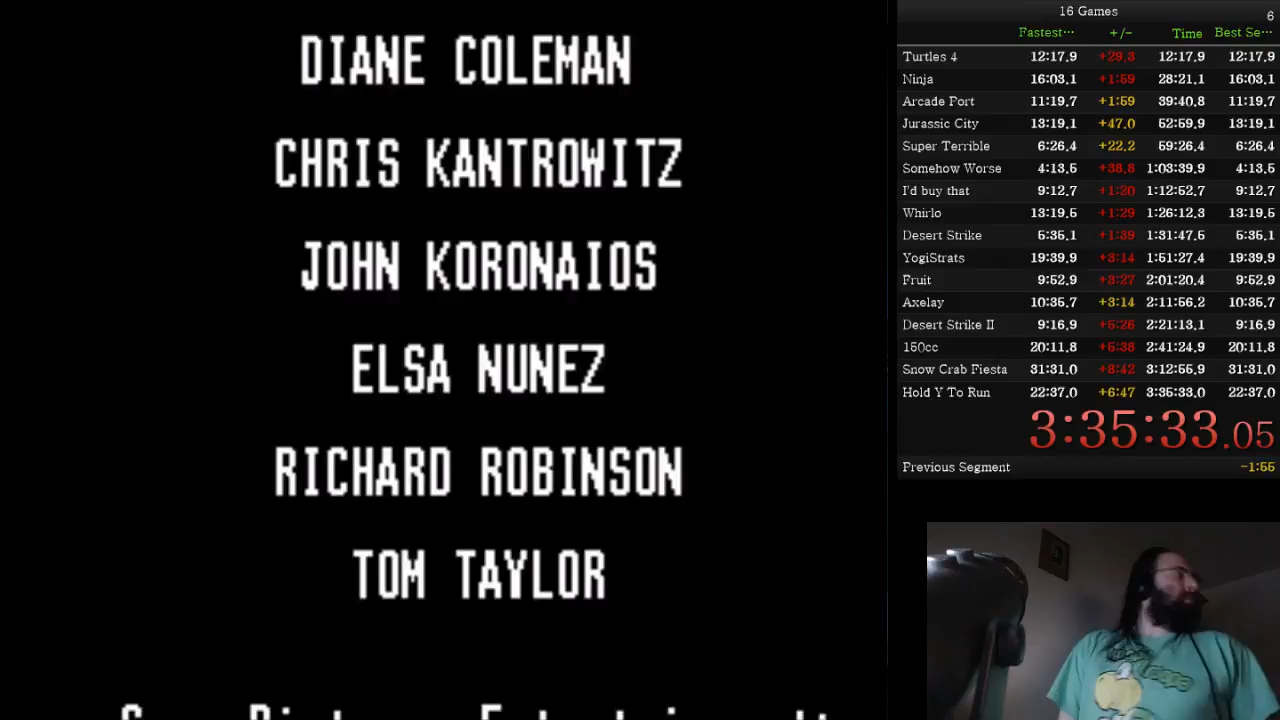 DIANE COLEMAN
CHRIS KANTROWITZ
JOHN KORONAIOS
ELSA NUNEZ
RICHARD ROBINSON
TOM TAYLOR
16 Games
6
Fastest… +/- Time Best Se…
Turtles 4 12:17.9 +29.3 12:17.9 12:17.9
Ninja 16:03.1 +1:59 28:21.1 16:03.1
Arcade Port 11:19.7 +1:59 39:40.8 11:19.7
Jurassic City 13:19.1 +47.0 52:59.9 13:19.1
Super Terrible 6:26.4 +22.2 59:26.4 6:26.4
Somehow Worse 4:13.5 +38.8 1:03:39.9 4:13.5
I'd buy that 9:12.7 +1:20 1:12:52.7 9:12.7
Whirlo 13:19.5 +1:29 1:26:12.3 13:19.5
Desert Strike 5:35.1 +1:39 1:31:47.5 5:35.1
YogiStrats 19:39.9 +3:14 1:51:27.4 19:39.9
Fruit 9:52.9 +3:27 2:01:20.4 9:52.9
Axelay 10:35.7 +3:14 2:11:56.2 10:35.7
Desert Strike II 9:16.9 +5:26 2:21:13.1 9:16.9
150cc 20:11.8 +5:38 2:41:24.9 20:11.8
Snow Crab Fiesta 31:31.0 +8:42 3:12:55.9 31:31.0
Hold Y To Run 22:37.0 +6:47 3:35:33.0 22:37.0
3:35:33.05
Previous Segment -1:55